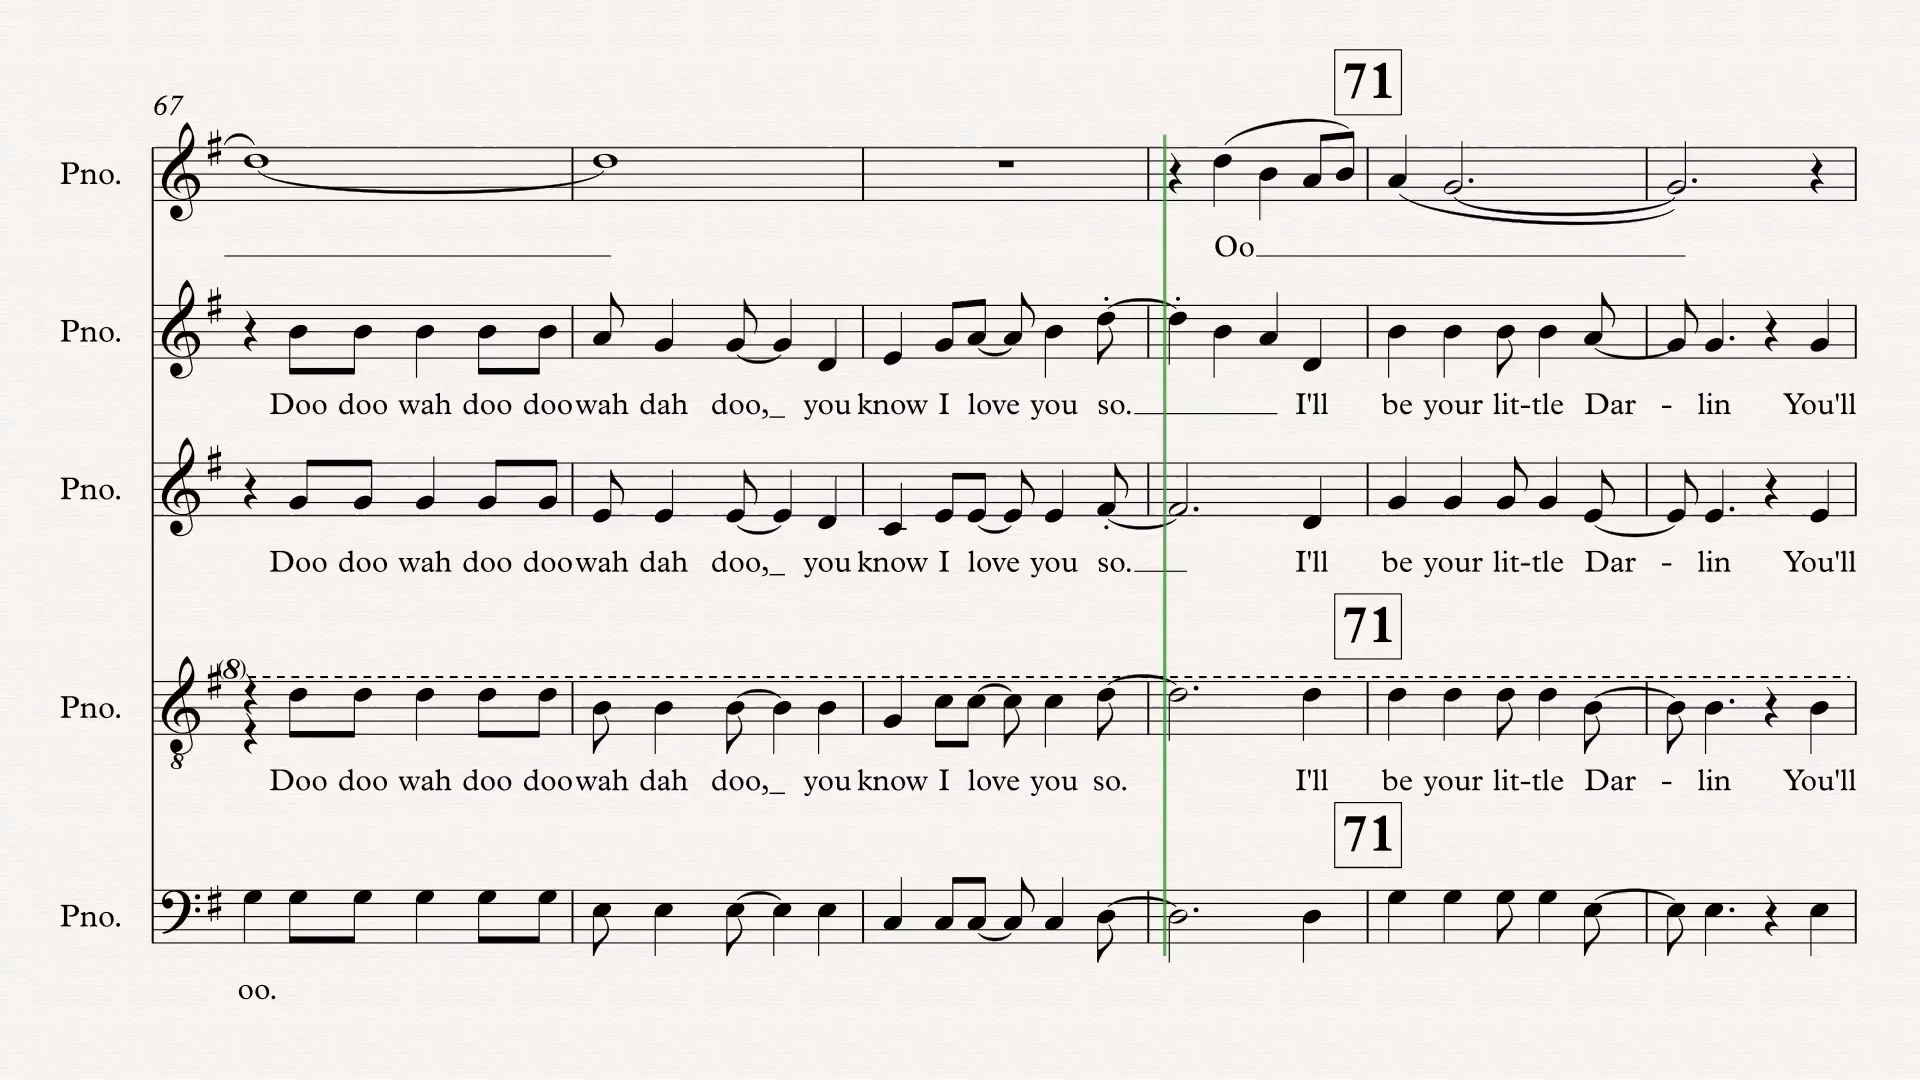 71
67
Pno.
Oo
Pno.
Doo doo wah doo doo wah dah doo,_ you know I love you so. I'll be your lit-tle Dar - lin You'll
Pno.
Doo doo wah doo doo wah dah doo,_ you know I love you so. I'll be your lit-tle Dar - lin You'll
71
(8)
Pno.
8
Doo doo wah doo doo wah dah doo,_ you know I love you so. I'll be your lit-tle Dar - lin You'll
71
Pno.
oo.